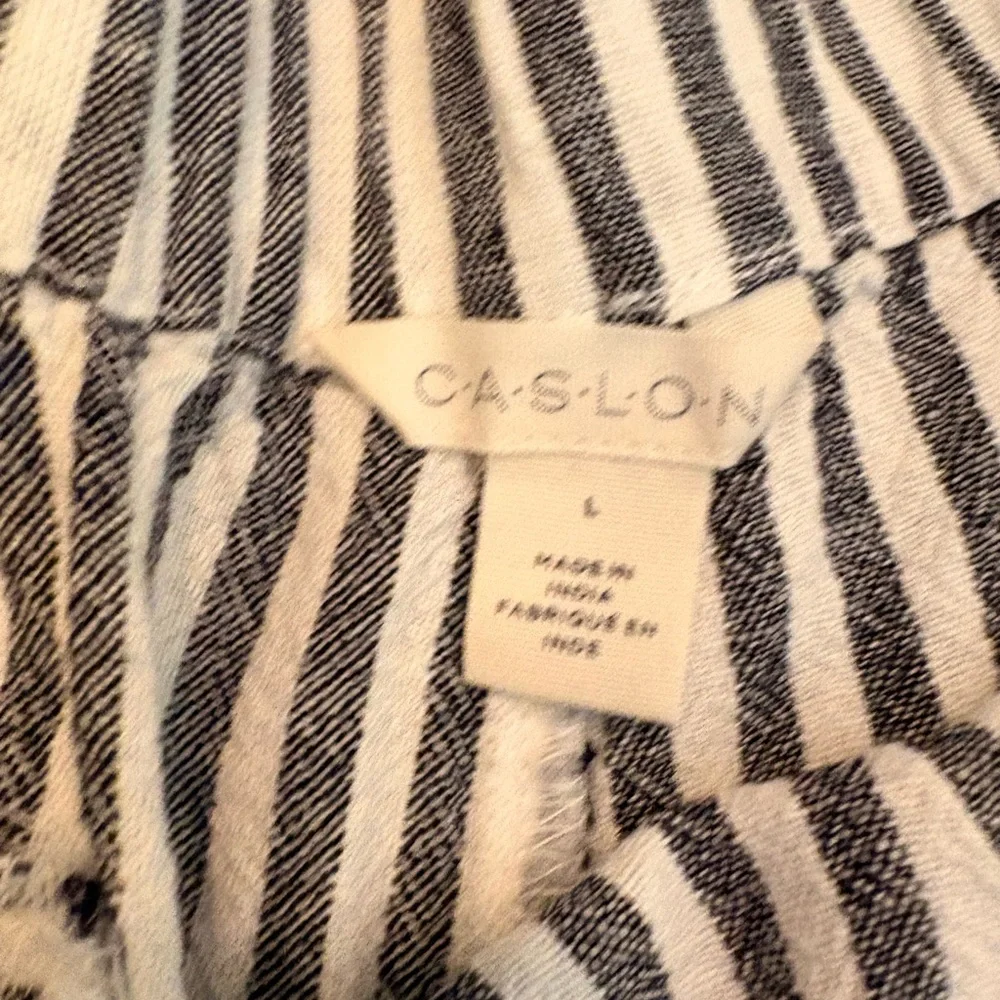 C·A·S·L·O·N
L
MADE IN
INDIA
FABRIQUÉ EN
INDE